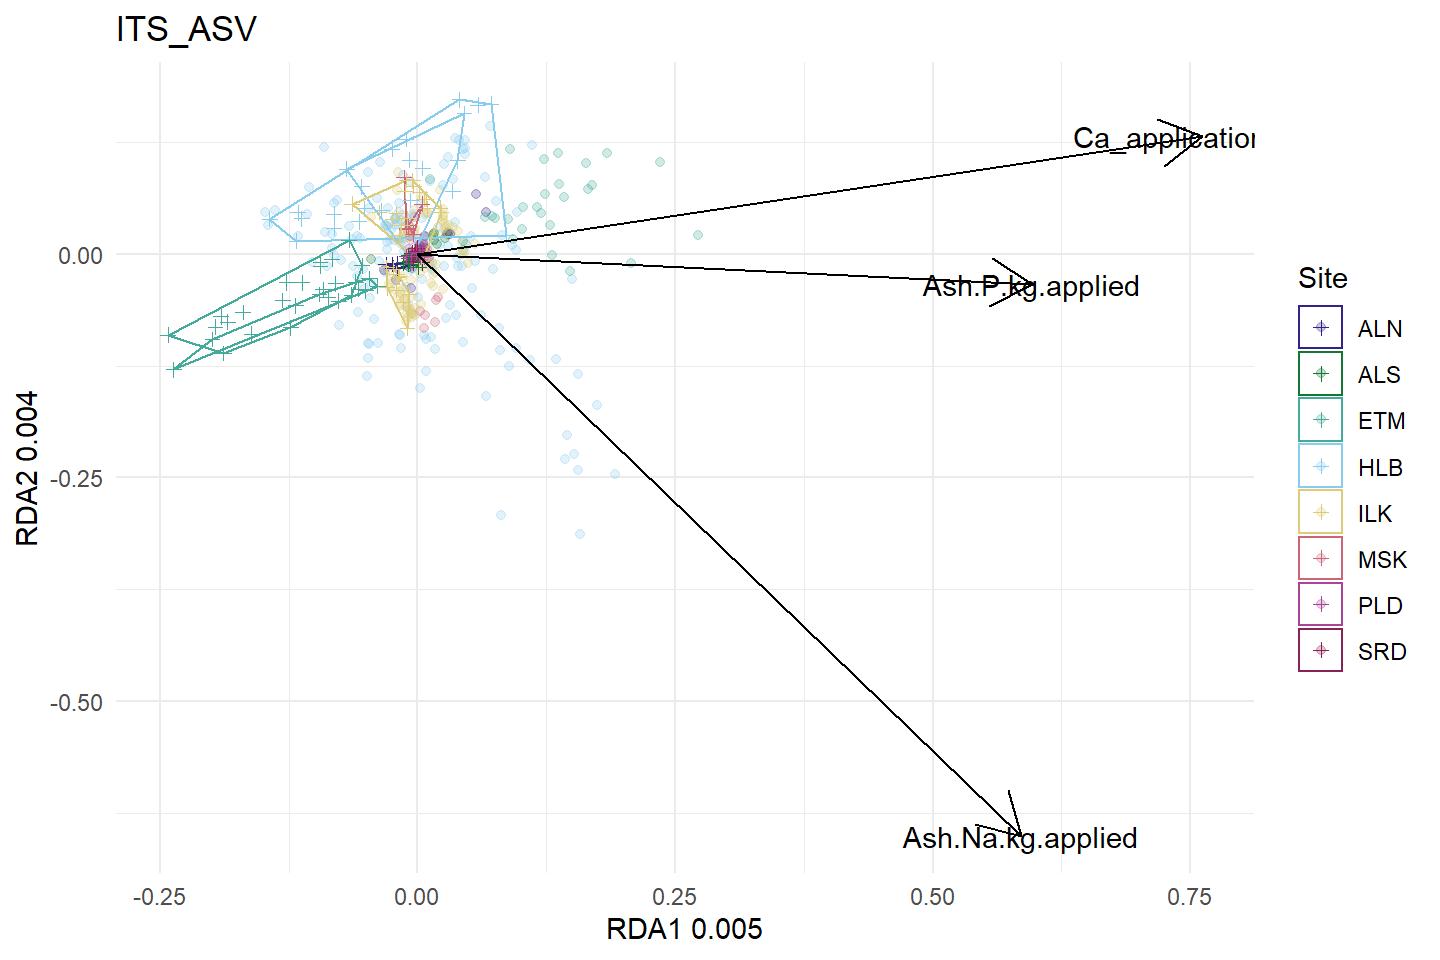 ITS_ASV
Ca_application
Ash.P.kg.applied
Ash.Na.kg.applied
0.00
-0.25
-0.50
RDA2 0.004
-0.25
0.00
0.25
0.50
0.75
RDA1 0.005
Site
ALN
ALS
ETM
HLB
ILK
MSK
PLD
SRD